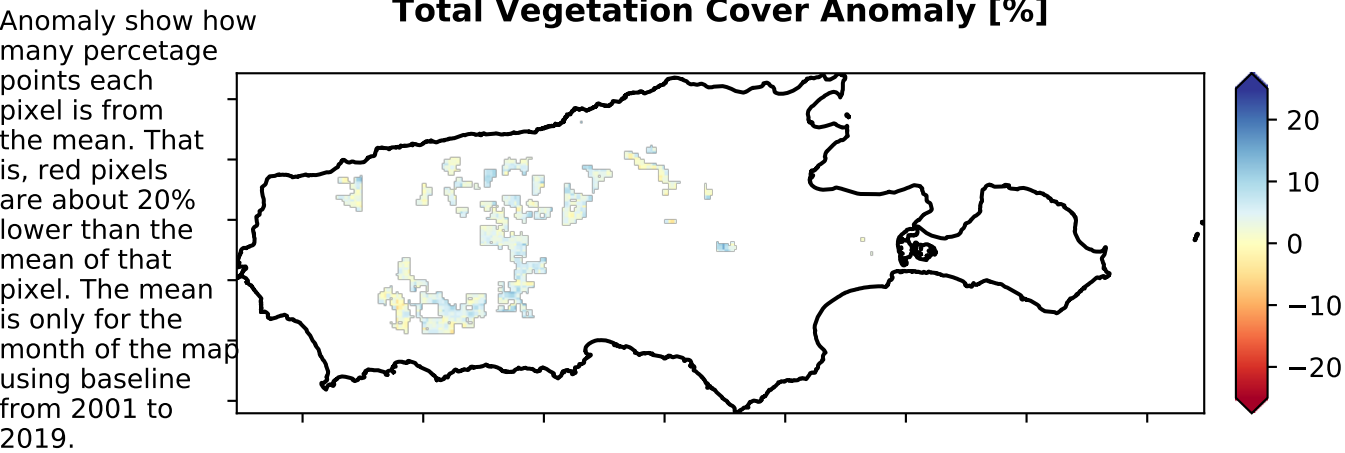 Total Vegetation Cover Anomaly [%]
Anomaly show how
many percetage
points each
pixel is from
the mean. That
is, red pixels
are about 20%
lower than the
mean of that
pixel. The mean
is only for the
month of the map
using baseline
from 2001 to
2019.
20
10
0
−10
−20